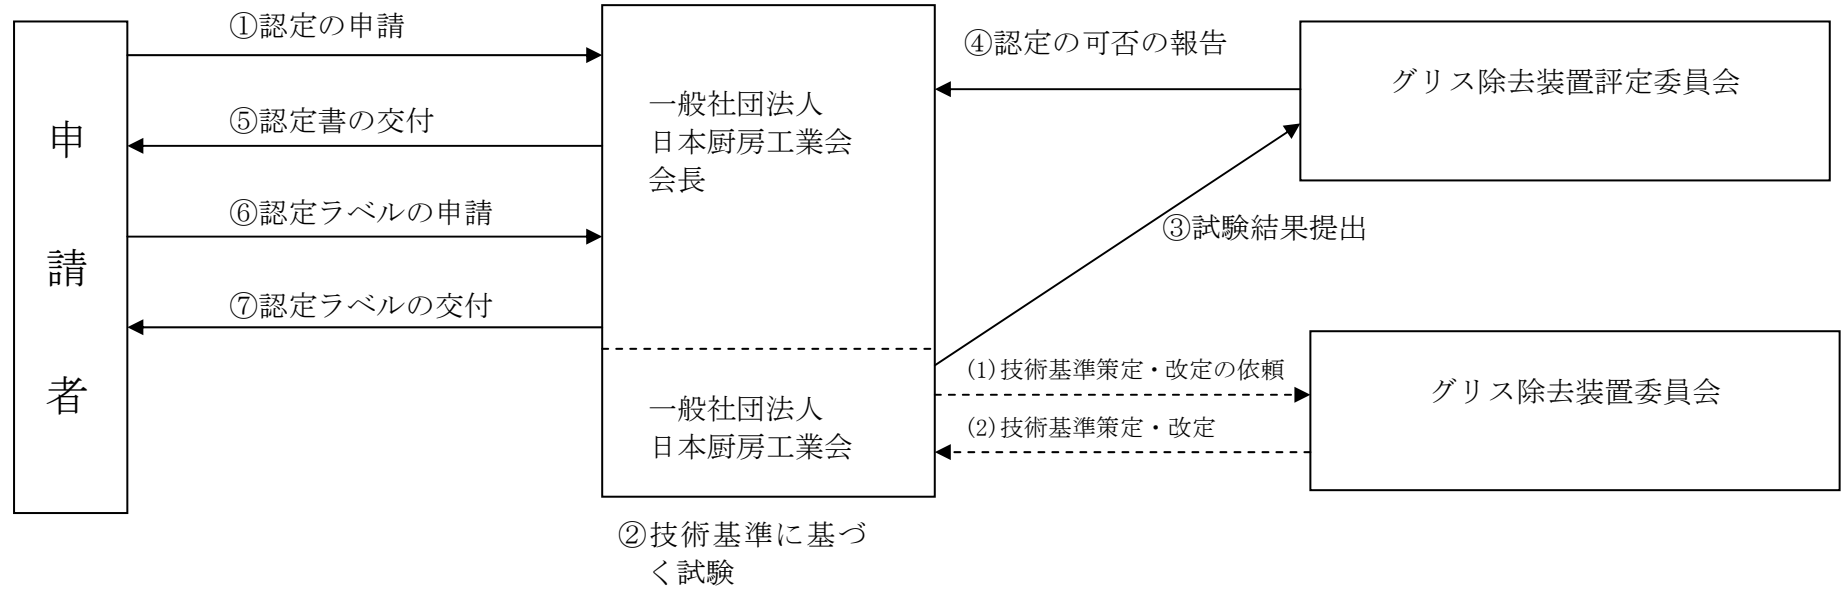 申
請
者
①認定の申請
⑤認定書の交付
⑥認定ラベルの申請
⑦認定ラベルの交付
一般社団法人
日本厨房工業会
会長
一般社団法人
日本厨房工業会
②技術基準に基づ
く試験
④認定の可否の報告
③試験結果提出
(1)技術基準策定・改定の依頼
(2)技術基準策定・改定
グリス除去装置評定委員会
グリス除去装置委員会